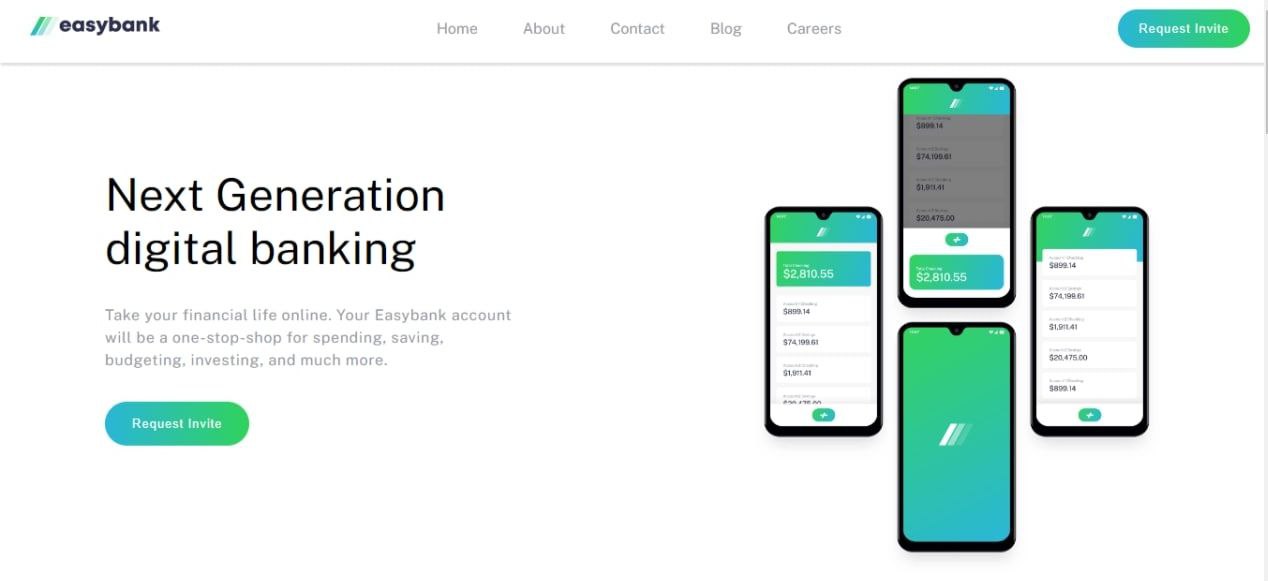 easybank
Home
About
Contact
Blog
Careers
Request Invite
Next Generation
digital banking
Take your financial life online. Your Easybank account
will be a one-stop-shop for spending, saving,
budgeting, investing, and much more.
Request Invite
$899.14
$74,199.61
$1,911.41
$20,475.00
$2,810.55
$2,810.55
$899.14
$74,199.61
$1,911.41
$20,475.00
$899.14
$74,199.61
$1,911.41
$20,475.00
$899.14